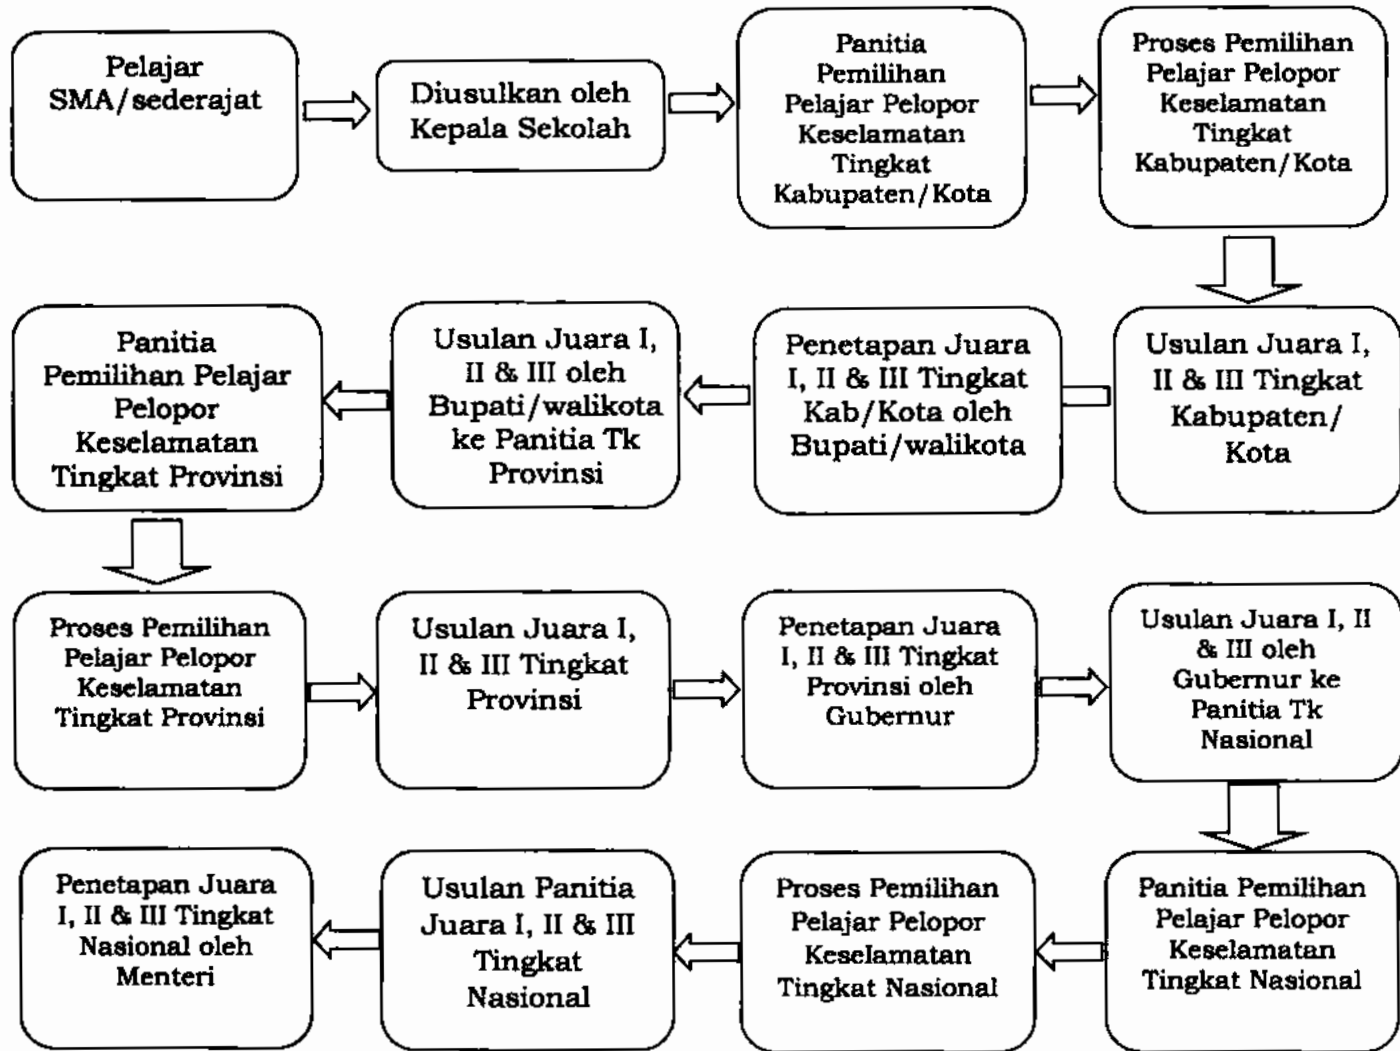 Pelajar
SMA/sederajat
Diusulkan oleh
Kepala Sekolah
Panitia
Pemilihan
Pelajar Pelopor
Keselamatan
Tingkat
Kabupaten/Kota
Proses Pemilihan
Pelajar Pelopor
Keselamatan
Tingkat
Kabupaten/Kota
Usulan Juara I,
II & III Tingkat
Kabupaten/
Kota
Penetapan Juara
I, II & III Tingkat
Kab/Kota oleh
Bupati/walikota
Usulan Juara I,
II & III oleh
Bupati/walikota
ke Panitia Tk
Provinsi
Panitia
Pemilihan Pelajar
Pelopor
Keselamatan
Tingkat Provinsi
Proses Pemilihan
Pelajar Pelopor
Keselamatan
Tingkat Provinsi
Usulan Juara I,
II & III Tingkat
Provinsi
Penetapan Juara
I, II & III Tingkat
Provinsi oleh
Gubernur
Usulan Juara I, II
& III oleh
Gubernur ke
Panitia Tk
Nasional
Panitia Pemilihan
Pelajar Pelopor
Keselamatan
Tingkat Nasional
Proses Pemilihan
Pelajar Pelopor
Keselamatan
Tingkat Nasional
Usulan Panitia
Juara I, II & III
Tingkat
Nasional
Penetapan Juara
I, II & III Tingkat
Nasional oleh
Menteri